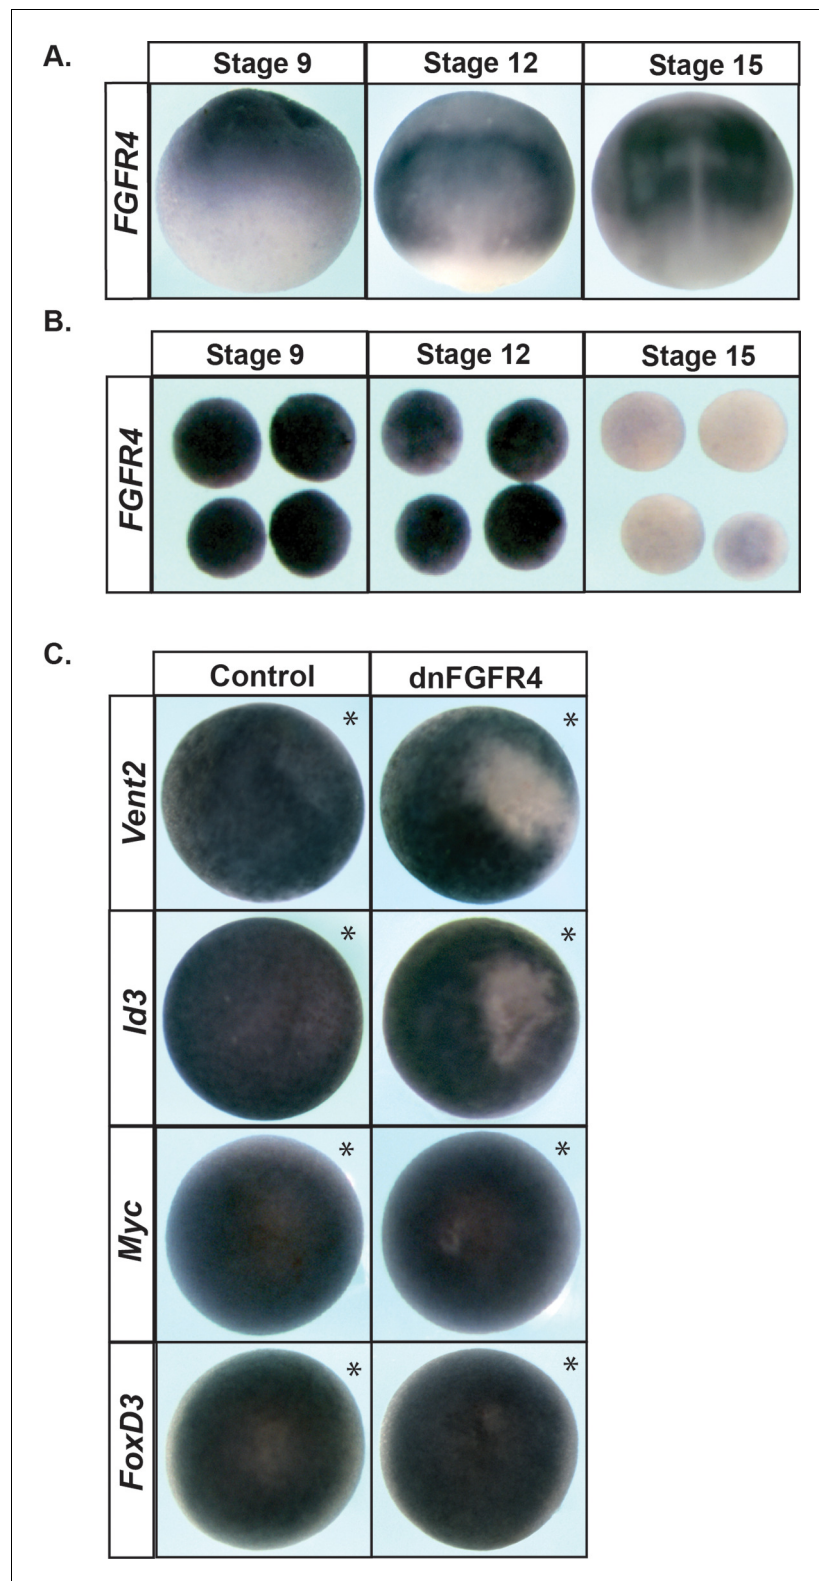 A.
Stage 9 Stage 12 Stage 15
FGFR4
B.
Stage 9 Stage 12 Stage 15
FGFR4
C.
Control dnFGFR4
Vent2
*
*
Id3
*
*
Myc
*
*
FoxD3
*
*